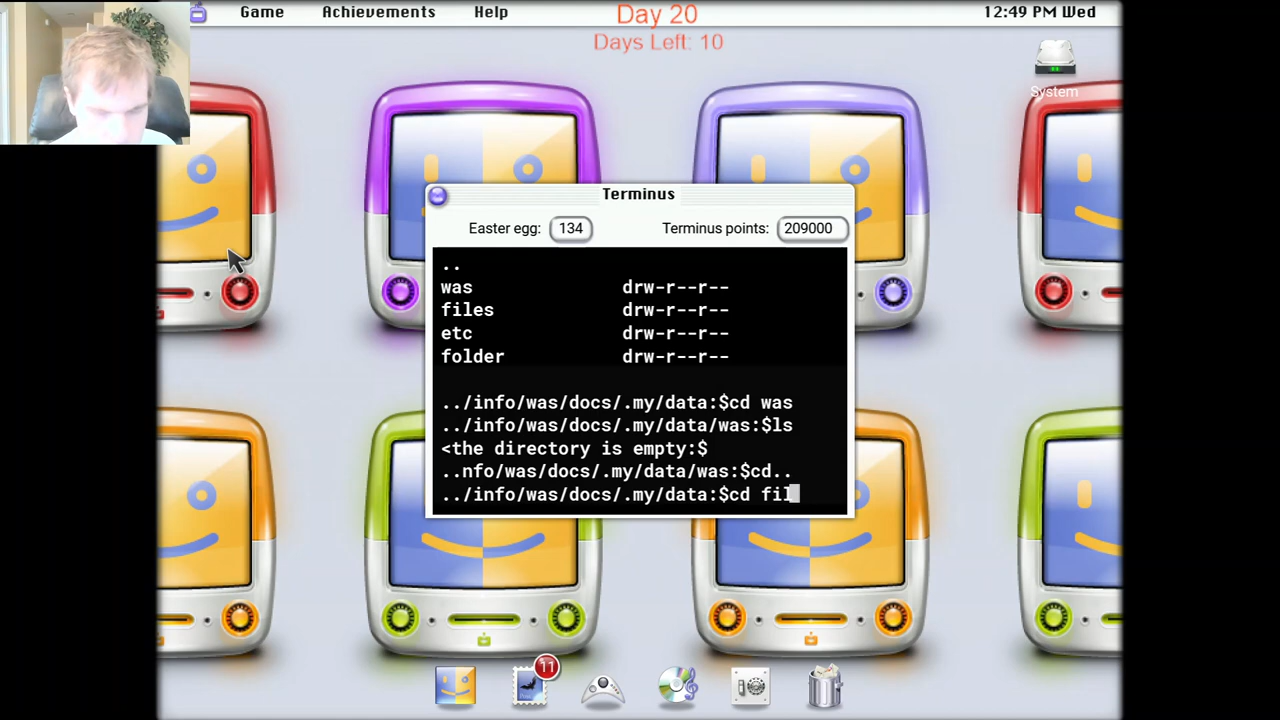 Game Achievements Help
Day 20
12:49 PM Wed
Days Left: 10
System
Terminus
Easter egg: 134 Terminus points: 209000
..
was drw-r--r--
files drw-r--r--
etc drw-r--r--
folder drw-r--r--
../info/was/docs/.my/data:$cd was
../info/was/docs/.my/data/was:$ls
<the directory is empty:$
..nfo/was/docs/.my/data/was:$cd..
../info/was/docs/.my/data:$cd fil
11